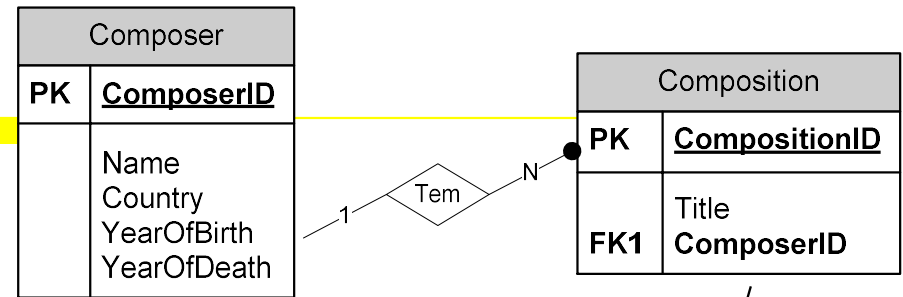 Composer
PK ComposerID
Name
Country
YearOfBirth
YearOfDeath
1
Tem
N
Composition
PK CompositionID
Title
FK1 ComposerID